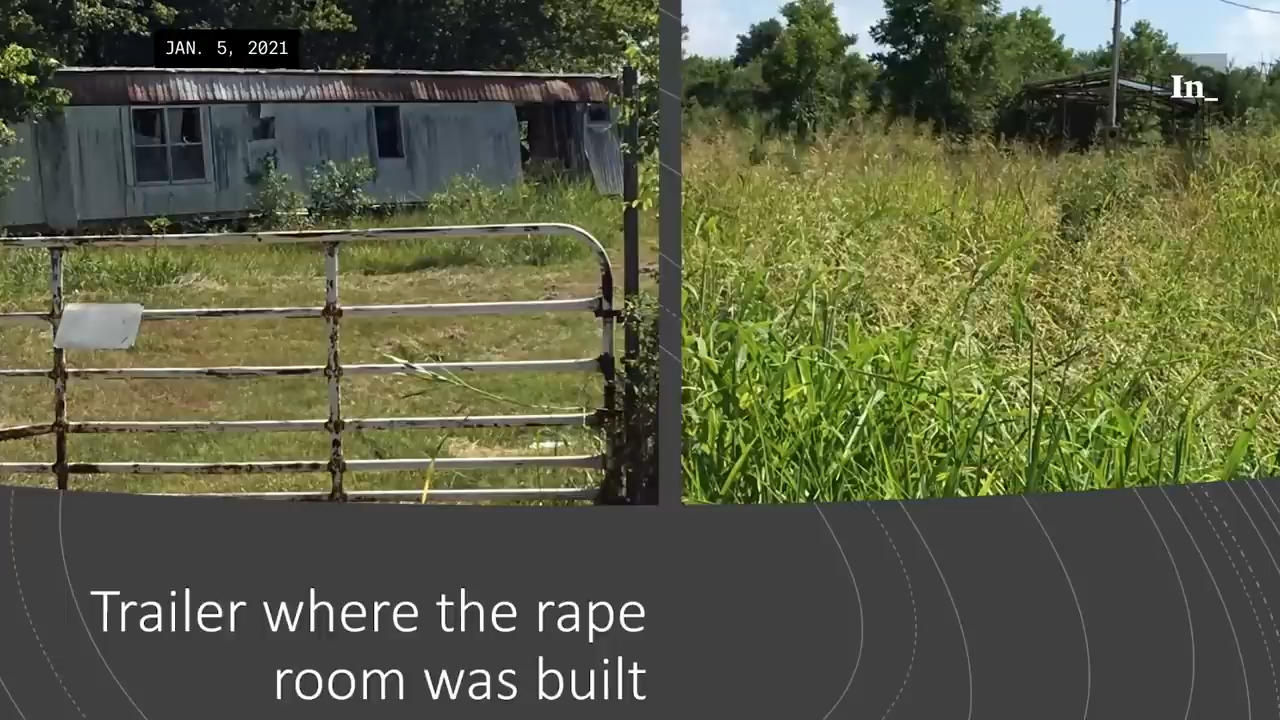 JAN. 5, 2021
In_
Trailer where the rape
room was built